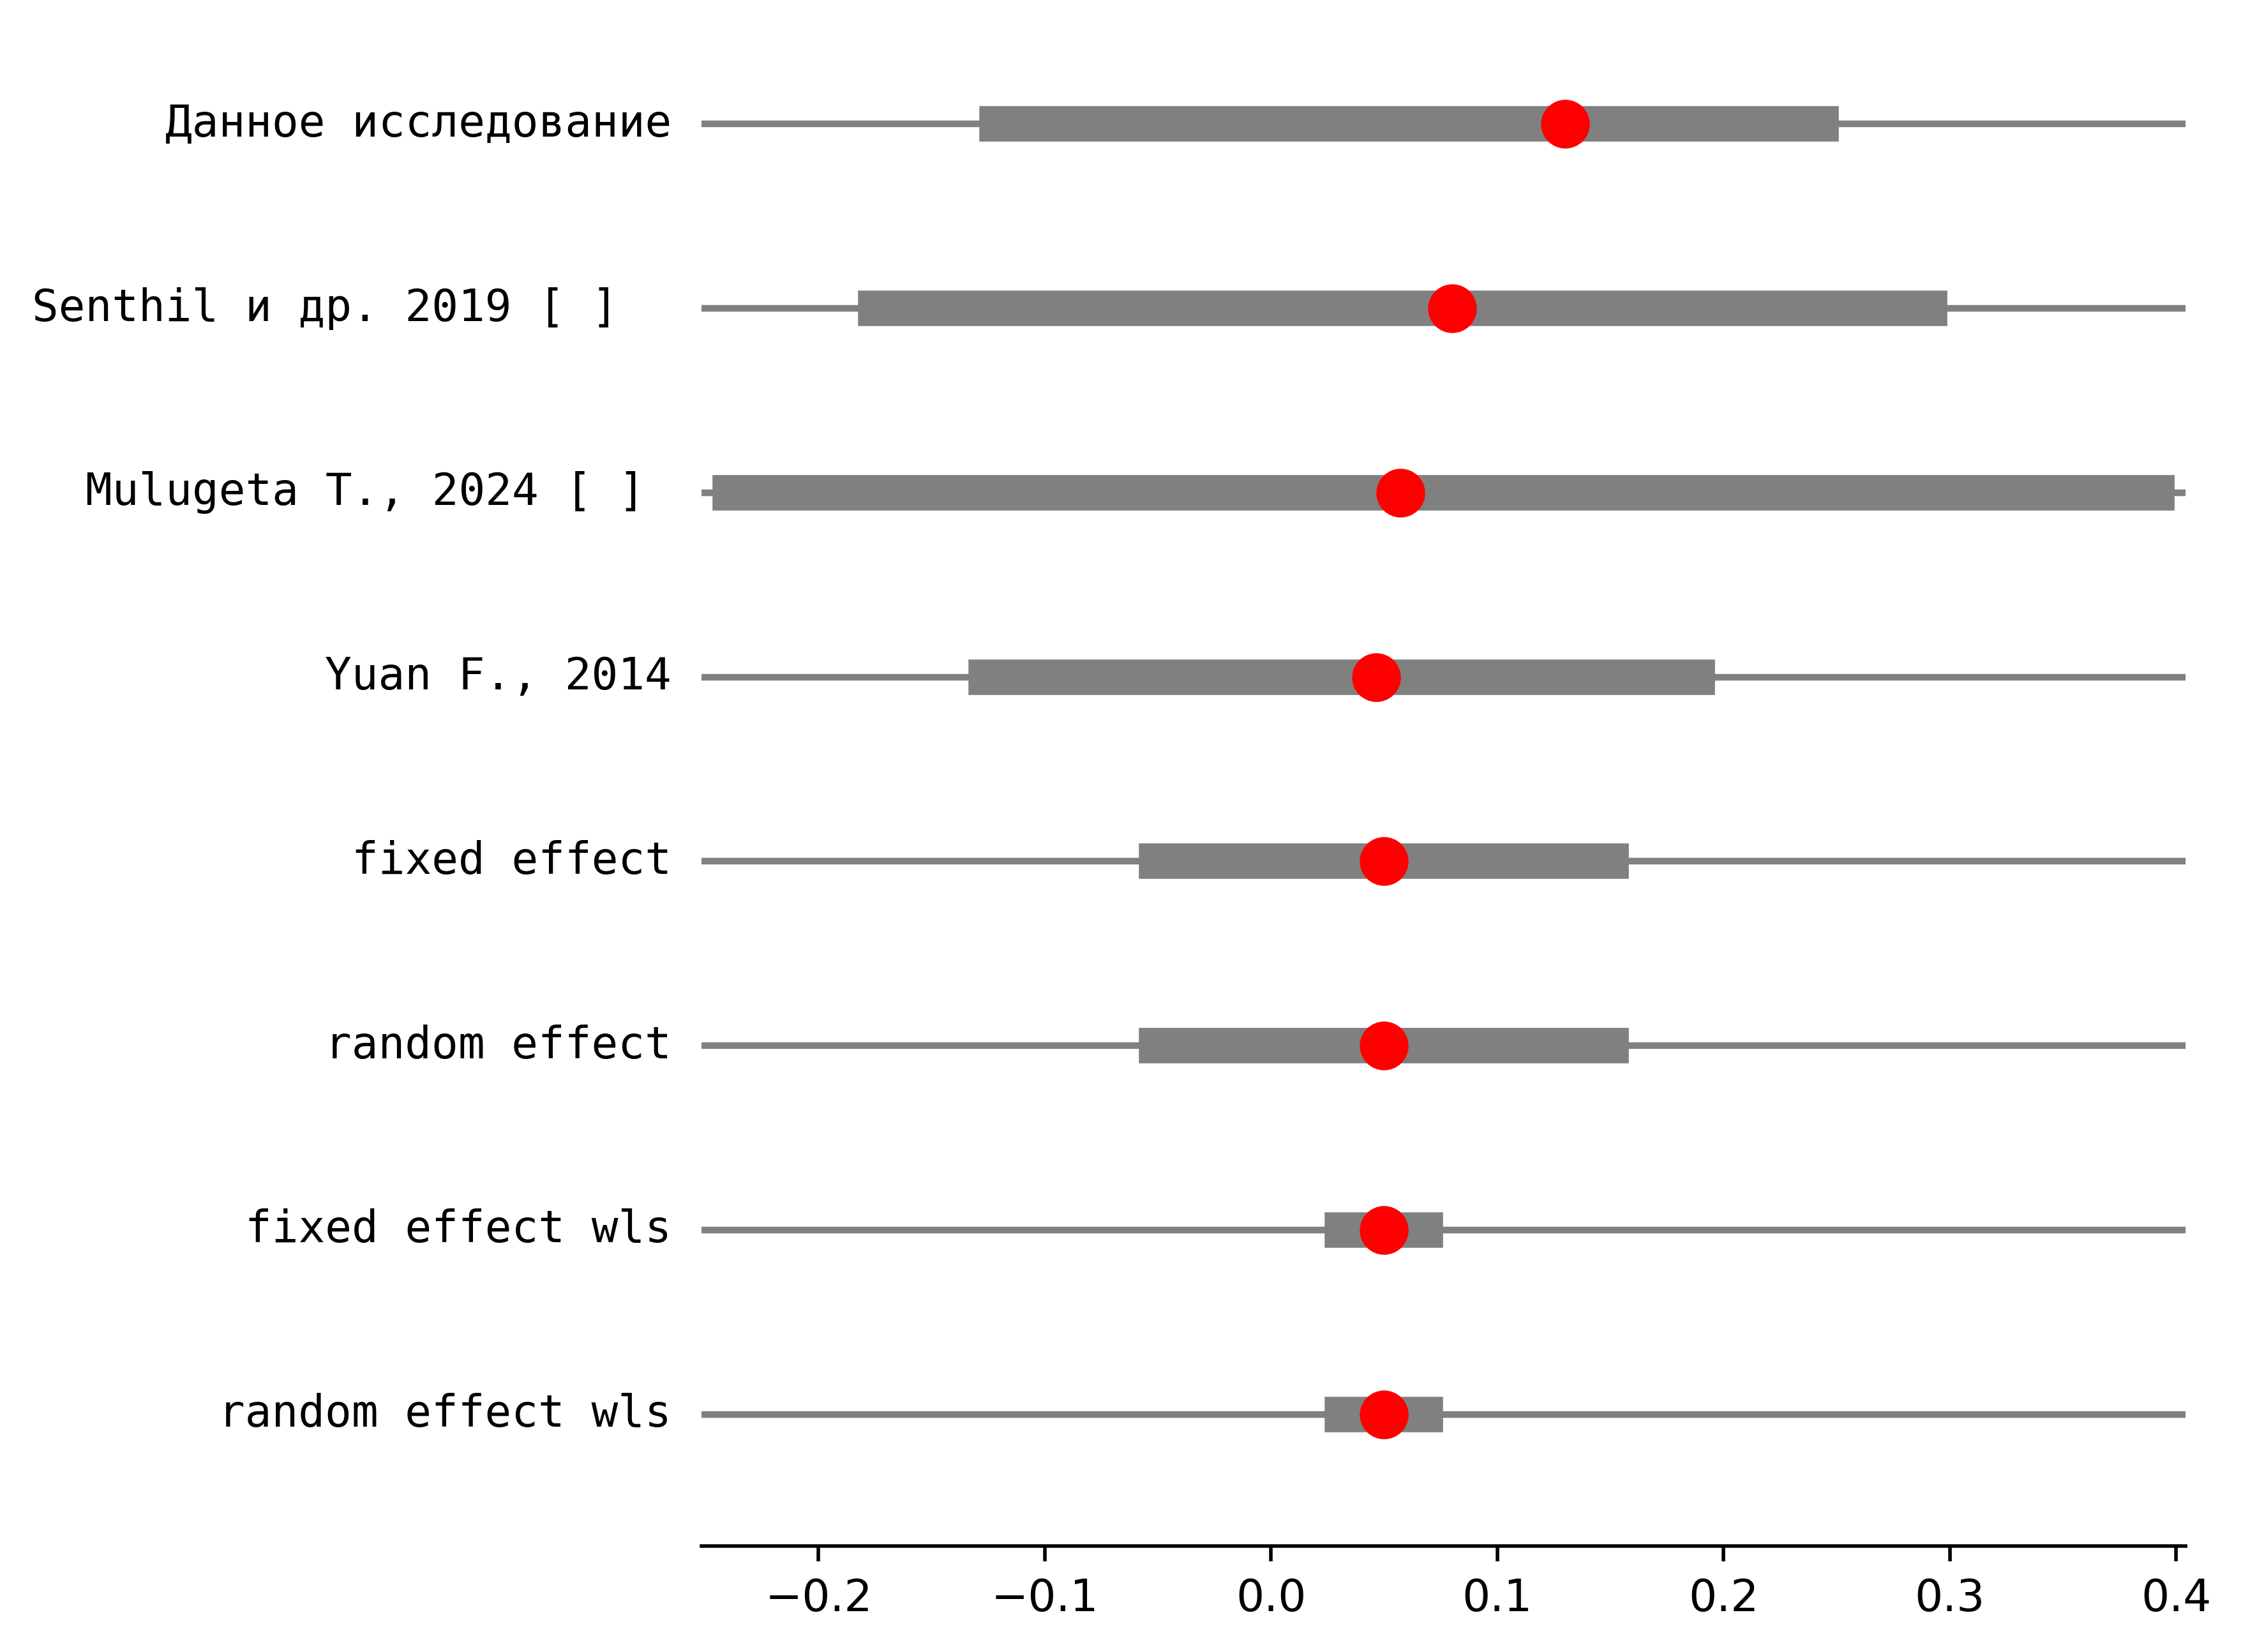 Данное исследование
Senthil и др. 2019 [ ]
Mulugeta T., 2024 [ ]
Yuan F., 2014
fixed effect
random effect
fixed effect wls
random effect wls
−0.2 −0.1 0.0 0.1 0.2 0.3 0.4